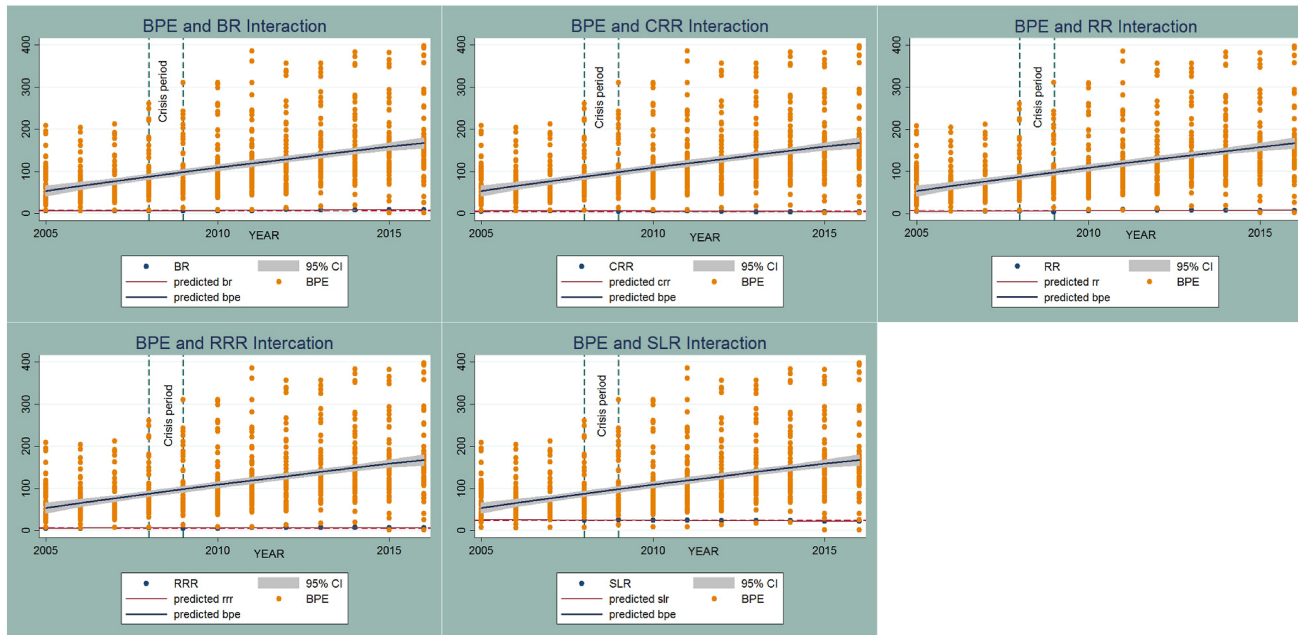 BPE and BR Interaction
400
300
200
100
0
Crisis period
2005
2010
2015
YEAR
BR
95% CI
predicted br
BPE
predicted bpe
BPE and CRR Interaction
400
300
200
100
0
Crisis period
2005
2010
2015
YEAR
CRR
95% CI
predicted crr
BPE
predicted bpe
BPE and RR Interaction
400
300
200
100
0
Crisis period
2005
2010
2015
YEAR
RR
95% CI
predicted rr
BPE
predicted bpe
BPE and RRR Intercation
400
300
200
100
0
Crisis period
2005
2010
2015
YEAR
RRR
95% CI
predicted rrr
BPE
predicted bpe
BPE and SLR Interaction
400
300
200
100
0
Crisis period
2005
2010
2015
YEAR
SLR
95% CI
predicted slr
BPE
predicted bpe